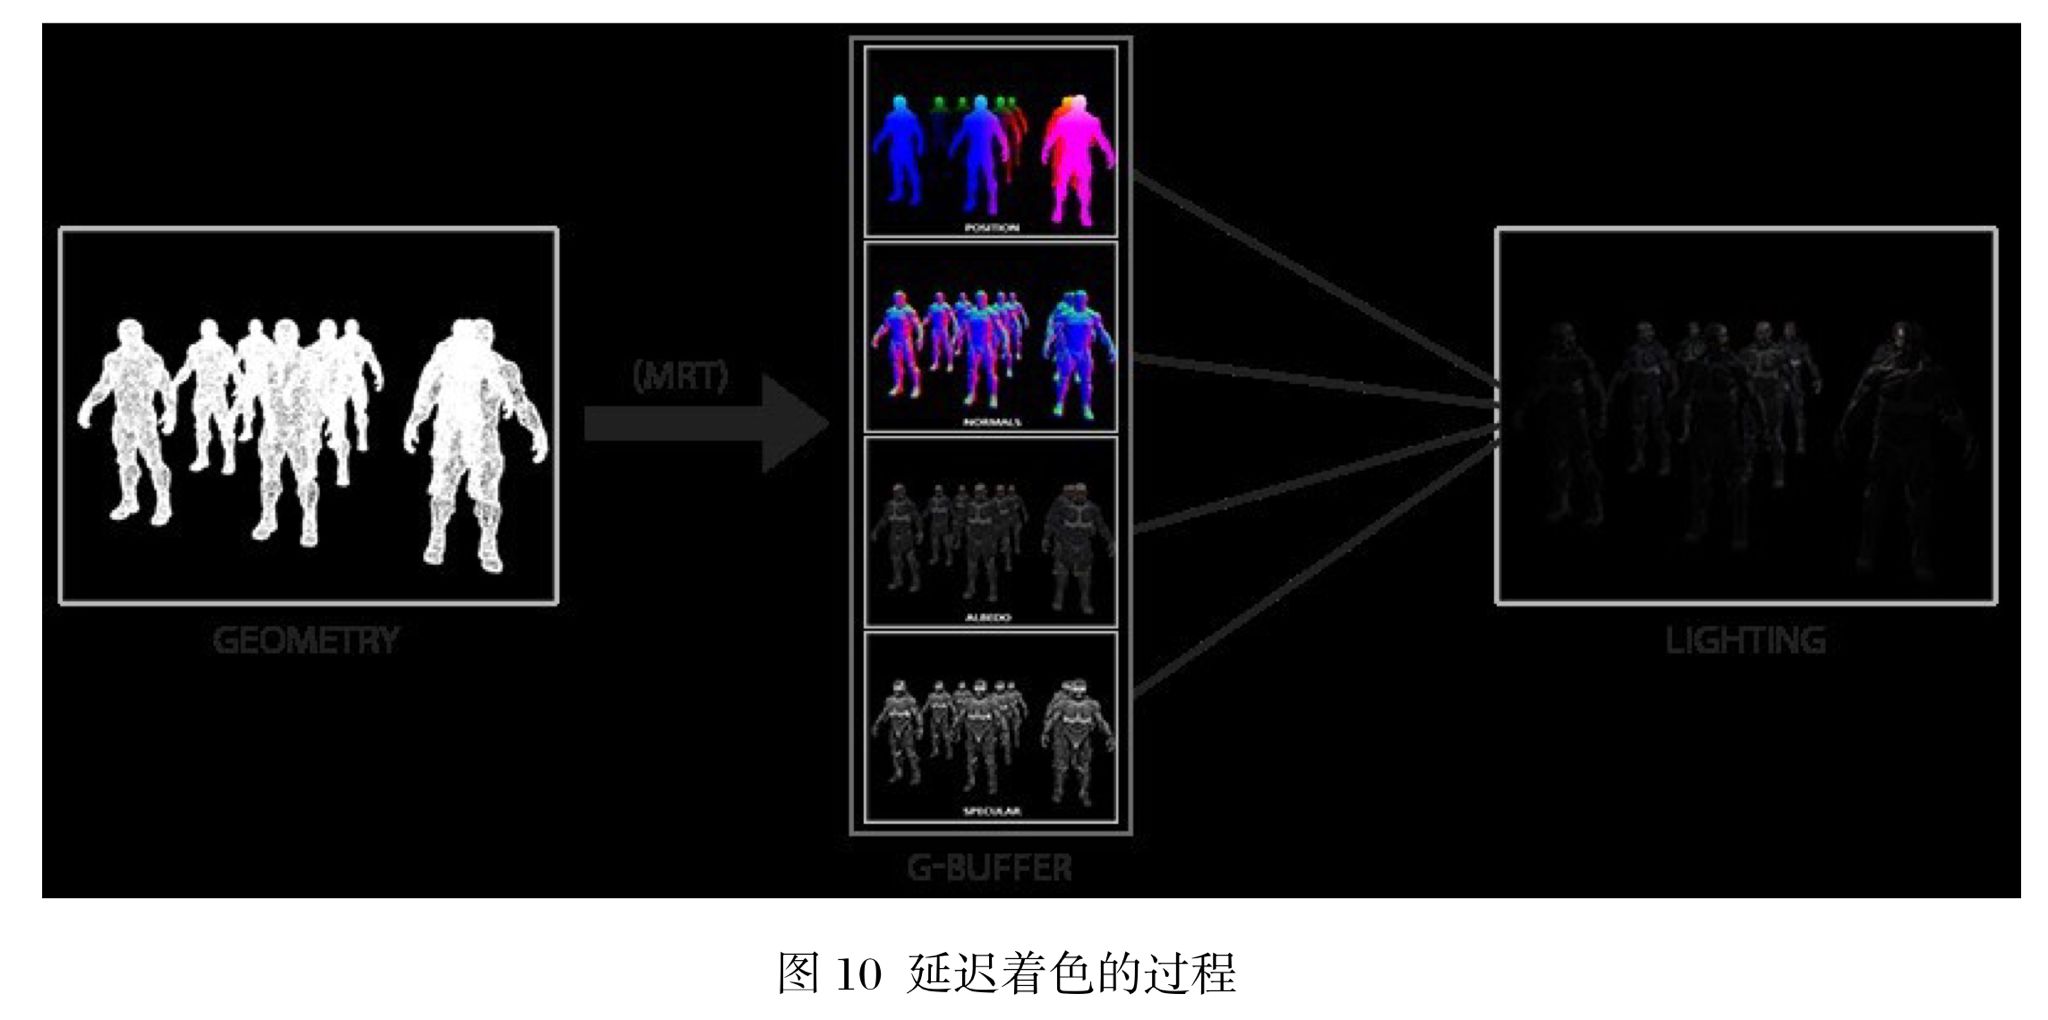 GEOMETRY
(MRT)
POSITION
NORMALS
ALBEDO
SPECULAR
G-BUFFER
LIGHTING
图 10 延迟着色的过程